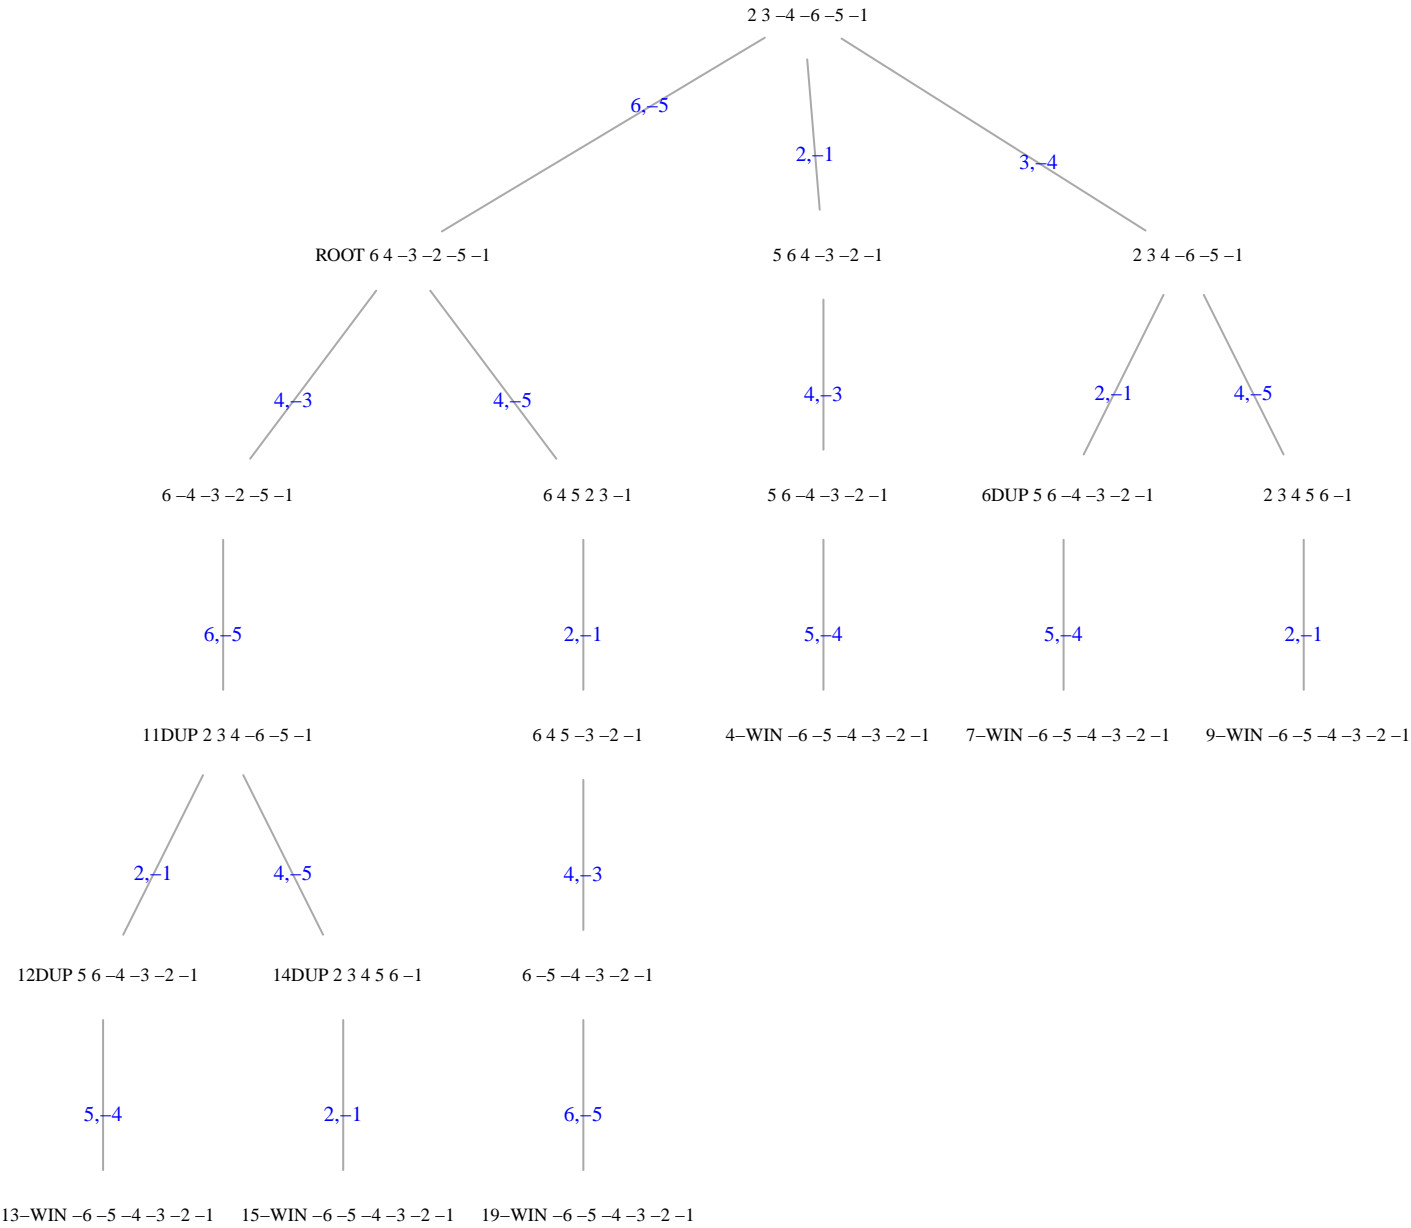 2 3 –4 –6 –5 –1
6,–5
2,–1
3,–4
ROOT 6 4 –3 –2 –5 –1
5 6 4 –3 –2 –1
2 3 4 –6 –5 –1
4,–3
4,–5
4,–3
2,–1
4,–5
6 –4 –3 –2 –5 –1
6 4 5 2 3 –1
5 6 –4 –3 –2 –1
6DUP 5 6 –4 –3 –2 –1
2 3 4 5 6 –1
6,–5
2,–1
5,–4
5,–4
2,–1
11DUP 2 3 4 –6 –5 –1
6 4 5 –3 –2 –1
4–WIN –6 –5 –4 –3 –2 –1
7–WIN –6 –5 –4 –3 –2 –1
9–WIN –6 –5 –4 –3 –2 –1
2,–1
4,–5
4,–3
12DUP 5 6 –4 –3 –2 –1
14DUP 2 3 4 5 6 –1
6 –5 –4 –3 –2 –1
5,–4
2,–1
6,–5
13–WIN –6 –5 –4 –3 –2 –1
15–WIN –6 –5 –4 –3 –2 –1
19–WIN –6 –5 –4 –3 –2 –1